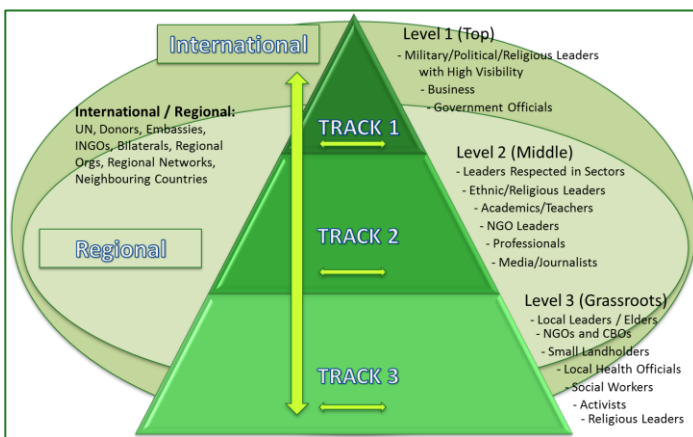 International
International / Regional:
UN, Donors, Embassies,
INGOs, Bilaterals, Regional
Orgs, Regional Networks,
Neighbouring Countries
Regional
TRACK 1
TRACK 2
TRACK 3
Level 1 (Top)
- Military/Political/Religious Leaders
with High Visibility
- Business
- Government Officials
Level 2 (Middle)
- Leaders Respected in Sectors
- Ethnic/Religious Leaders
- Academics/Teachers
- NGO Leaders
- Professionals
- Media/Journalists
Level 3 (Grassroots)
- Local Leaders / Elders
- NGOs and CBOs
- Small Landholders
- Local Health Officials
- Social Workers
- Activists
- Religious Leaders